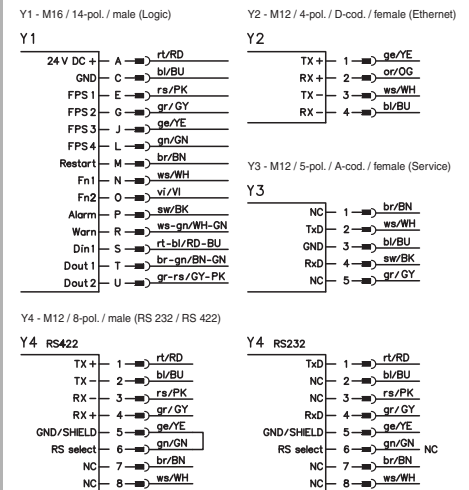 Y1 - M16 / 14-pol. / male (Logic)
Y1
24 V DC + A rt/RD
GND C bl/BU
FPS 1 E rs/PK
FPS 2 G gr/GY
FPS 3 J ge/YE
FPS 4 L gn/GN
Restart M br/BN
Fn1 N ws/WH
Fn2 O vi/VI
Alarm P sw/BK
Warn R ws-gn/WH-GN
Din1 S rt-bl/RD-BU
Dout 1 T br-gn/BN-GN
Dout 2 U gr-rs/GY-PK
Y2 - M12 / 4-pol. / D-cod. / female (Ethernet)
Y2
TX + 1 ge/YE
RX + 2 or/OG
TX - 3 ws/WH
RX - 4 bl/BU
Y3 - M12 / 5-pol. / A-cod. / female (Service)
Y3
NC 1 br/BN
TxD 2 ws/WH
GND 3 bl/BU
RxD 4 sw/BK
NC 5 gr/GY
Y4 - M12 / 8-pol. / male (RS 232 / RS 422)
Y4 RS422
TX + 1 rt/RD
TX - 2 bl/BU
RX - 3 rs/PK
RX + 4 gr/GY
GND/SHIELD 5 ge/YE
RS select 6 gn/GN
NC 7 br/BN
NC 8 ws/WH
Y4 RS232
TxD 1 rt/RD
NC 2 bl/BU
NC 3 rs/PK
RxD 4 gr/GY
GND/SHIELD 5 ge/YE
RS select 6 gn/GN NC
NC 7 br/BN
NC 8 ws/WH